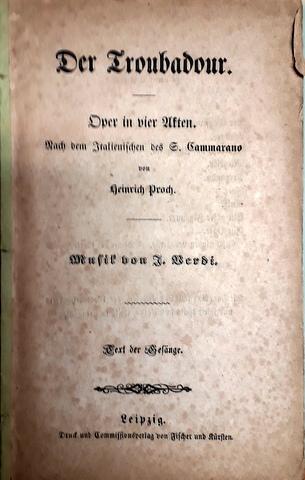 Der Troubadour.
Oper in vier Akten.
Nach dem Italienischen des S. Cammarano
von
Heinrich Proch.
Musik von J. Verdi.
Text der Gesänge.
Leipzig.
Druck und Commissionsverlag von Fischer und Kürsten.